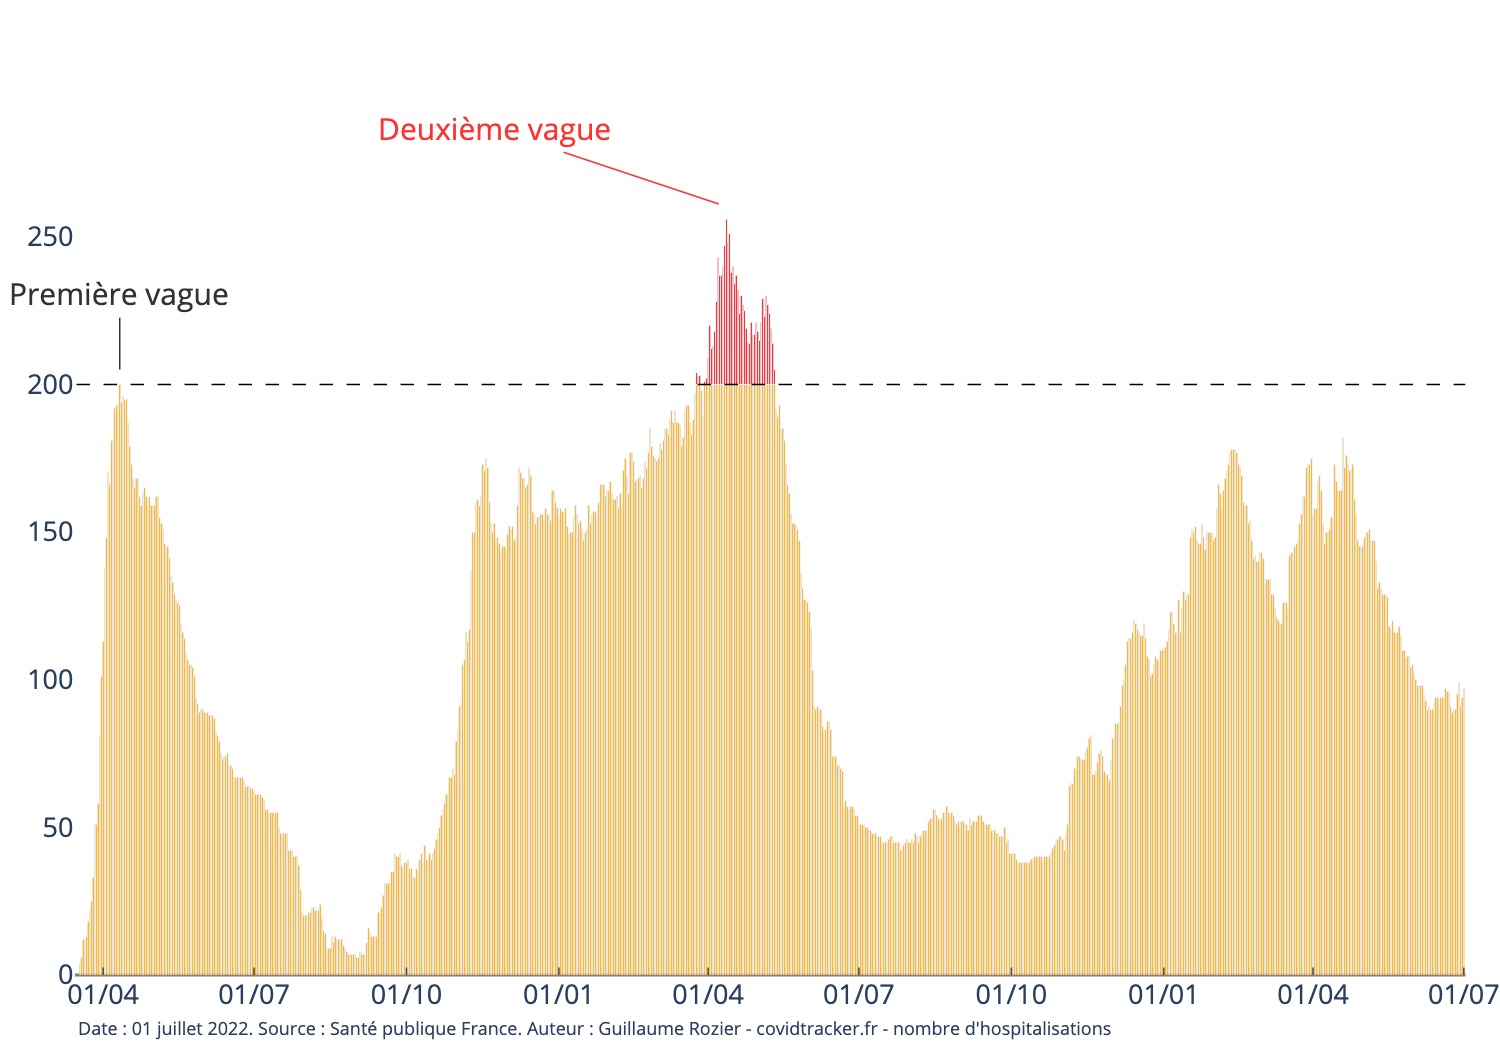 Deuxième vague
250
Première vague
200
150
100
50
0
01/04 01/07 01/10 01/01 01/04 01/07 01/10 01/01 01/04 01/07
Date : 01 juillet 2022. Source : Santé publique France. Auteur : Guillaume Rozier - covidtracker.fr - nombre d'hospitalisations